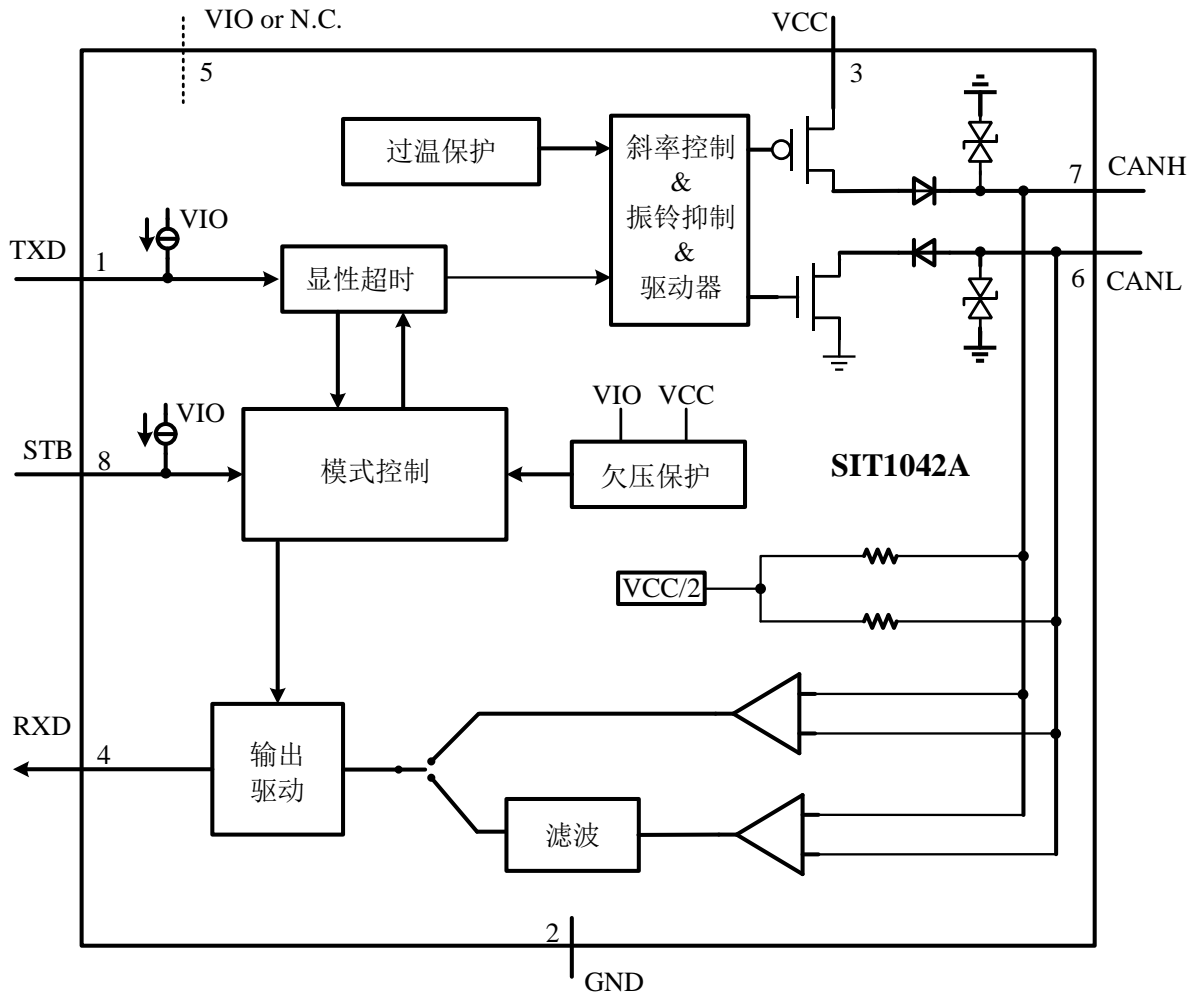 VIO or N.C.
VCC
5
3
过温保护
斜率控制
&
振铃抑制
&
驱动器
7
CANH
VIO
TXD
1
显性超时
6
CANL
VIO
VIO VCC
STB
8
模式控制
欠压保护
SIT1042A
VCC/2
RXD
4
输出
驱动
滤波
2
GND